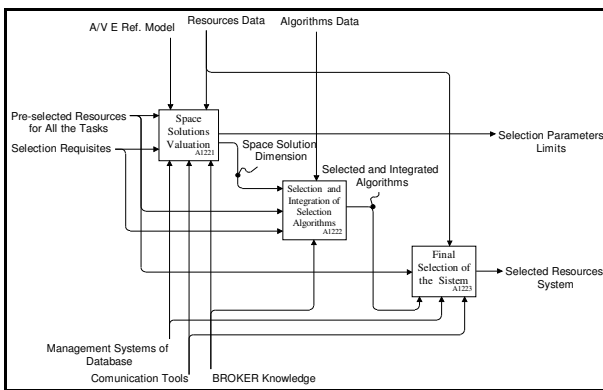 Resources Data
Algorithms Data
A/V E Ref. Model
Pre-selected Resources
for All the Tasks
Selection Requisites
Space
Solutions
Valuation
A1221
Space Solution
Dimension
Selection Parameters
Limits
Selected and Integrated
Algorithms
Selection and
Integration of
Selection
Algorithms
A1222
Final
Selection of
the Sistem
A1223
Selected Resources
System
Management Systems of
Database
Comunication Tools
BROKER Knowledge